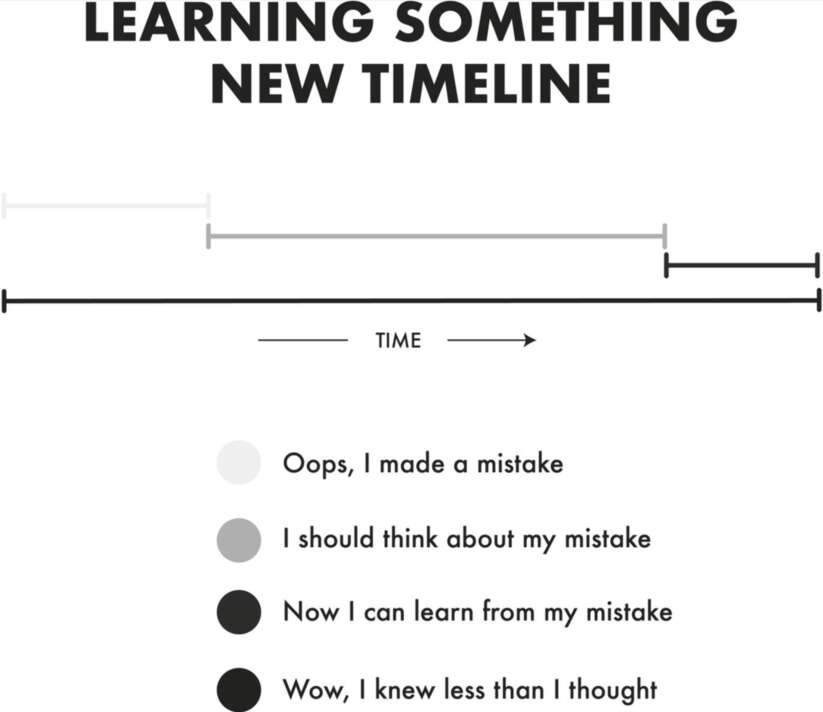 LEARNING SOMETHING
NEW TIMELINE
TIME
Oops, I made a mistake
I should think about my mistake
Now I can learn from my mistake
Wow, I knew less than I thought